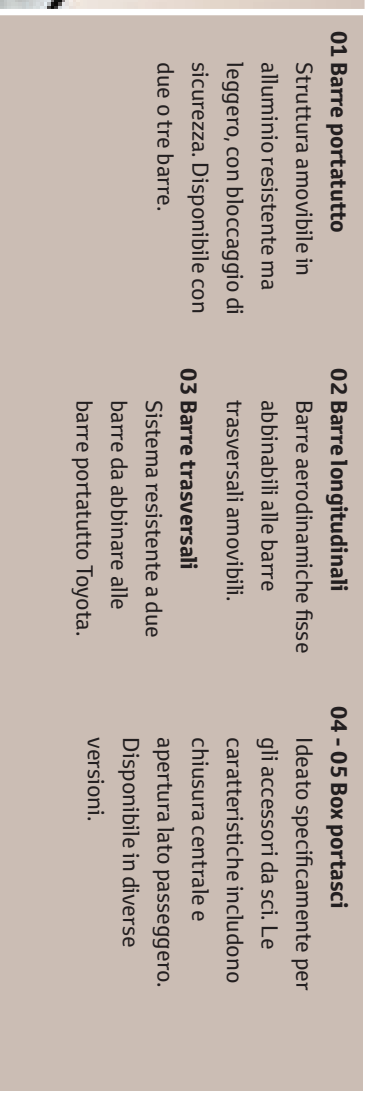 01 Barre portatutto
Struttura amovibile in
alluminio resistente ma
leggero, con bloccaggio di
sicurezza. Disponibile con
due o tre barre.
02 Barre longitudinali
Barre aerodinamiche fisse
abbinabili alle barre
trasversali amovibili.
03 Barre trasversali
Sistema resistente a due
barre da abbinare alle
barre portatutto Toyota.
04 - 05 Box portasci
Ideato specificamente per
gli accessori da sci. Le
caratteristiche includono
chiusura centrale e
apertura lato passeggero.
Disponibile in diverse
versioni.